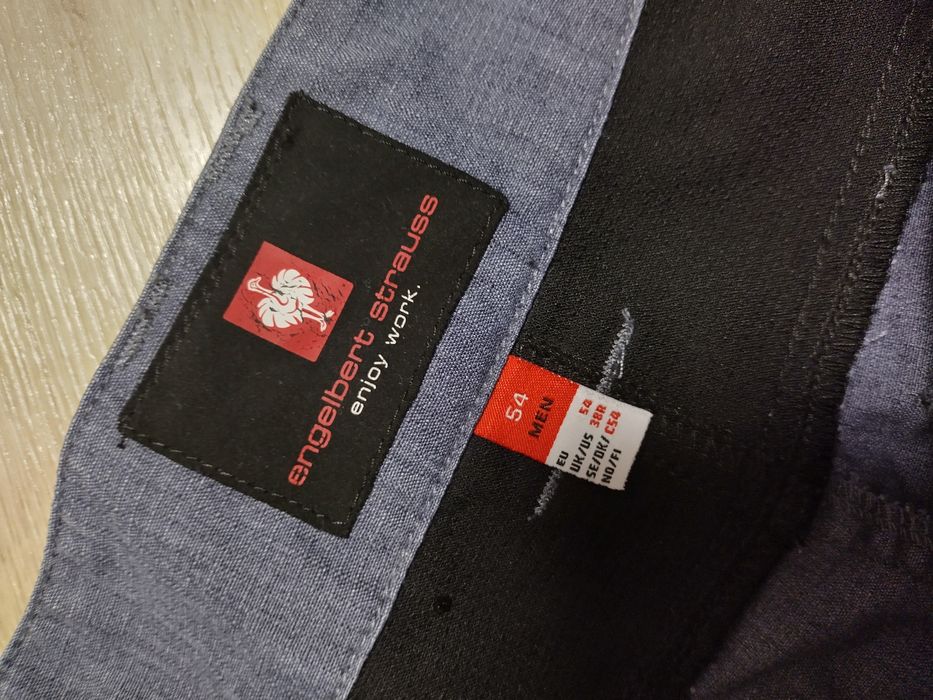 engelbert strauss
enjoy work.
54
MEN
EU 54
UK/US 38R
SE/DK/ C54
NO/FI